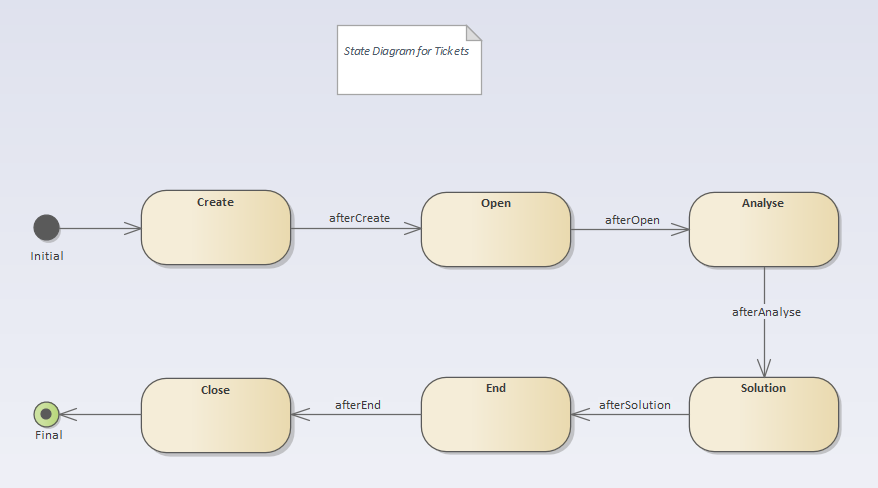 State Diagram for Tickets
Create
Open
Analyse
afterCreate
afterOpen
Initial
afterAnalyse
Close
End
Solution
afterEnd
afterSolution
Final